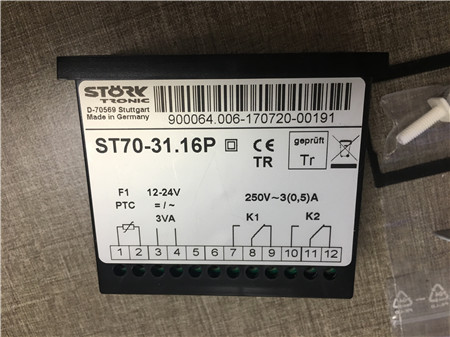 STÖRK
TRONIC
D-70569 Stuttgart
Made in Germany
900064.006-170720-00191
ST70-31.16P
CE
TR
geprüft
Tr
F1
PTC
12-24V
= / ~
3VA
250V~3(0,5)A
K1
K2
1 2 3 4 5 6 7 8 9 10 11 12